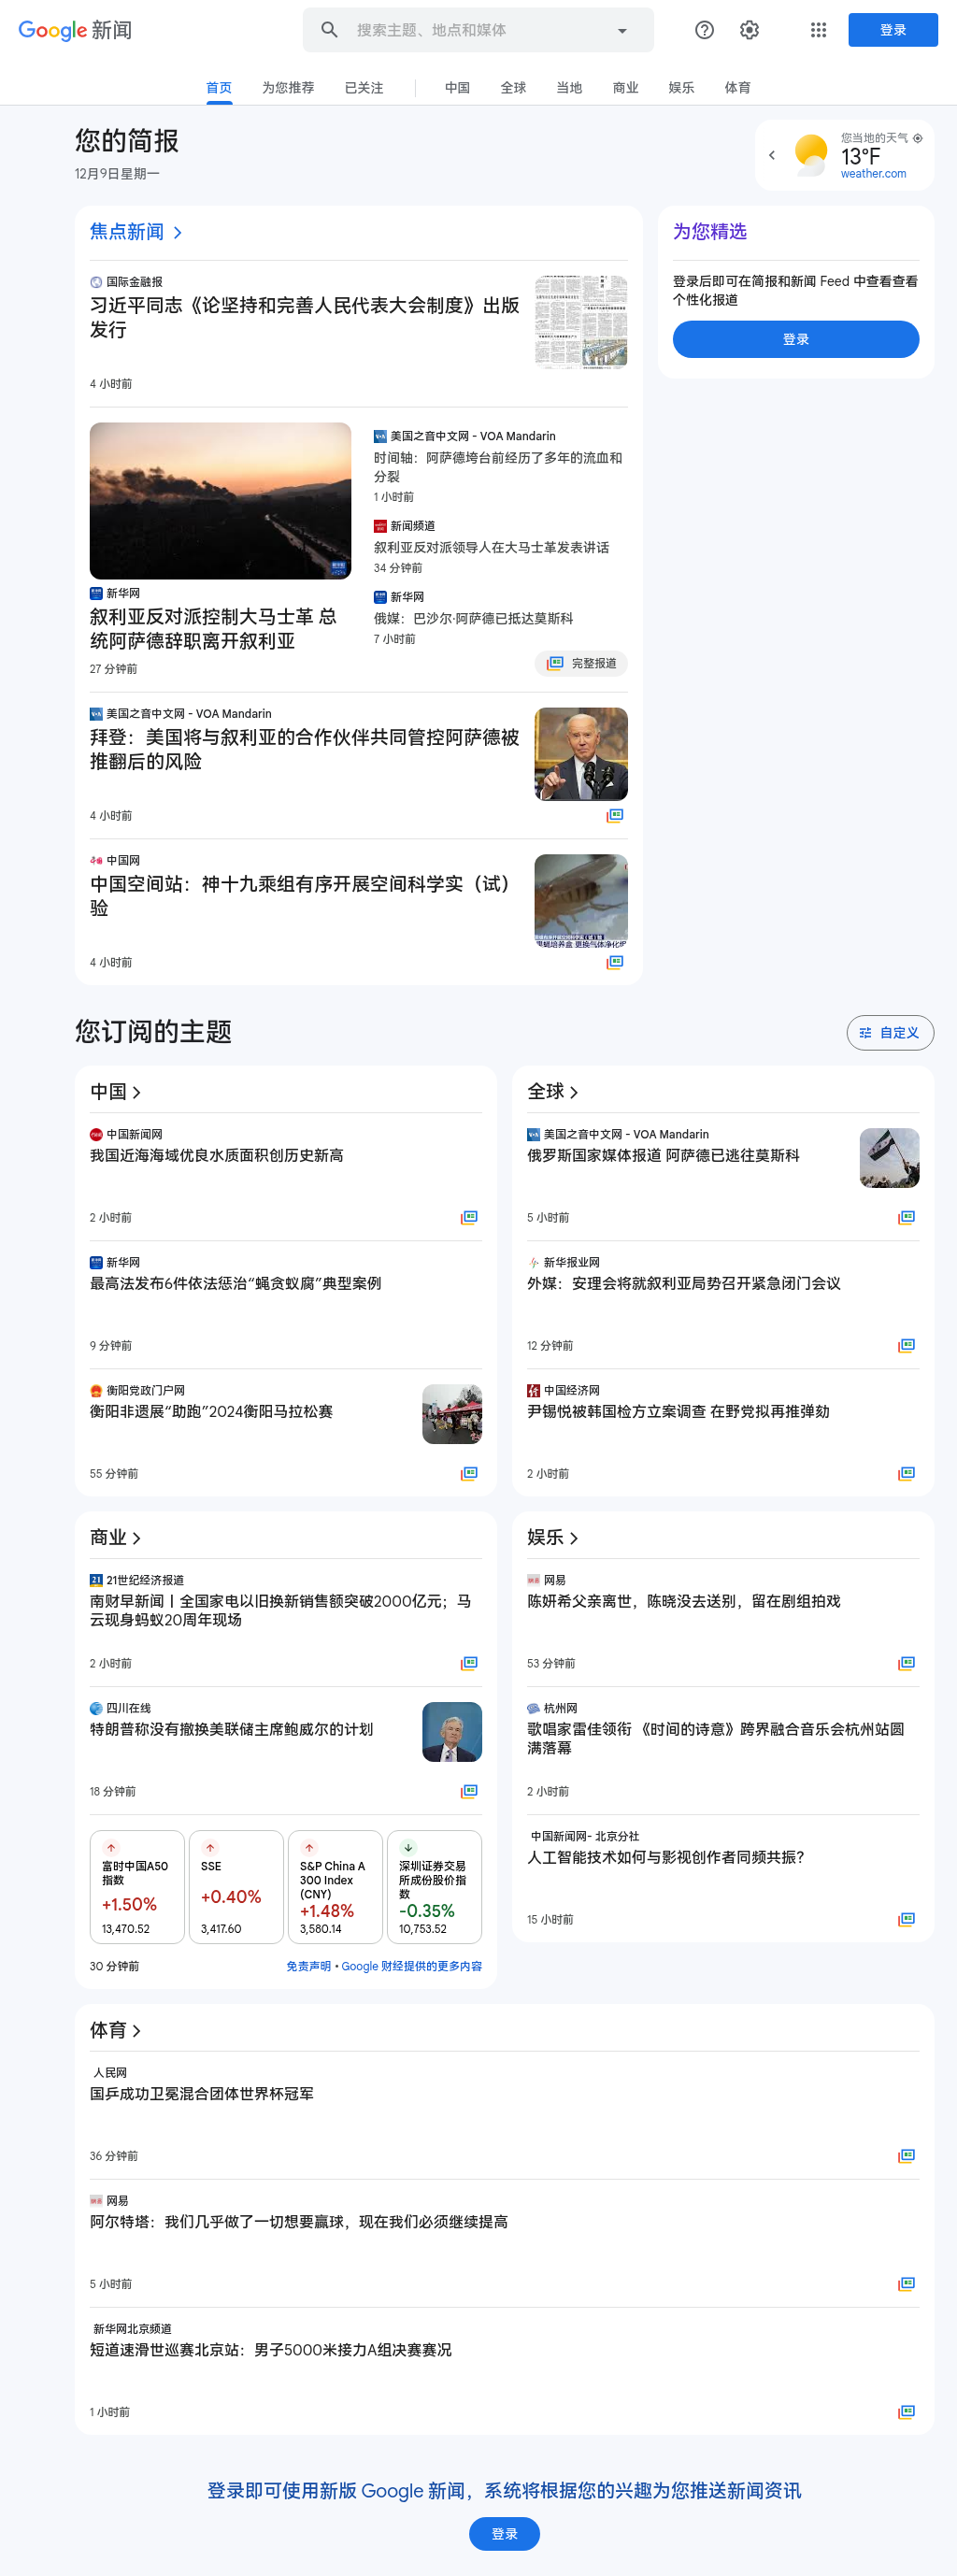 Google 新闻
搜索主题、地点和媒体
登录
首页
为您推荐
已关注
中国
全球
当地
商业
娱乐
体育
您的简报
12月9日星期一
您当地的天气
13°F
weather.com
焦点新闻
国际金融报
习近平同志《论坚持和完善人民代表大会制度》出版
发行
4 小时前
新华网
叙利亚反对派控制大马士革 总
统阿萨德辞职离开叙利亚
27 分钟前
美国之音中文网 - VOA Mandarin
时间轴：阿萨德垮台前经历了多年的流血和
分裂
1 小时前
新闻频道
叙利亚反对派领导人在大马士革发表讲话
34 分钟前
新华网
俄媒：巴沙尔·阿萨德已抵达莫斯科
7 小时前
完整报道
美国之音中文网 - VOA Mandarin
拜登：美国将与叙利亚的合作伙伴共同管控阿萨德被
推翻后的风险
4 小时前
中国网
中国空间站：神十九乘组有序开展空间科学实（试）
验
4 小时前
为您精选
登录后即可在简报和新闻 Feed 中查看查看
个性化报道
登录
您订阅的主题
自定义
中国
中国新闻网
我国近海海域优良水质面积创历史新高
2 小时前
新华网
最高法发布6件依法惩治“蝇贪蚁腐”典型案例
9 分钟前
衡阳党政门户网
衡阳非遗展“助跑”2024衡阳马拉松赛
55 分钟前
全球
美国之音中文网 - VOA Mandarin
俄罗斯国家媒体报道 阿萨德已逃往莫斯科
5 小时前
新华报业网
外媒：安理会将就叙利亚局势召开紧急闭门会议
12 分钟前
中国经济网
尹锡悦被韩国检方立案调查 在野党拟再推弹劾
2 小时前
商业
21世纪经济报道
南财早新闻丨全国家电以旧换新销售额突破2000亿元；马
云现身蚂蚁20周年现场
2 小时前
四川在线
特朗普称没有撤换美联储主席鲍威尔的计划
18 分钟前
富时中国A50
指数
+1.50%
13,470.52
SSE
+0.40%
3,417.60
S&P China A
300 Index
(CNY)
+1.48%
3,580.14
深圳证券交易
所成份股价指
数
-0.35%
10,753.52
30 分钟前
免责声明 • Google 财经提供的更多内容
娱乐
网易
陈妍希父亲离世，陈晓没去送别，留在剧组拍戏
53 分钟前
杭州网
歌唱家雷佳领衔 《时间的诗意》跨界融合音乐会杭州站圆
满落幕
2 小时前
中国新闻网- 北京分社
人工智能技术如何与影视创作者同频共振？
15 小时前
体育
人民网
国乒成功卫冕混合团体世界杯冠军
36 分钟前
网易
阿尔特塔：我们几乎做了一切想要赢球，现在我们必须继续提高
5 小时前
新华网北京频道
短道速滑世巡赛北京站：男子5000米接力A组决赛赛况
1 小时前
登录即可使用新版 Google 新闻，系统将根据您的兴趣为您推送新闻资讯
登录